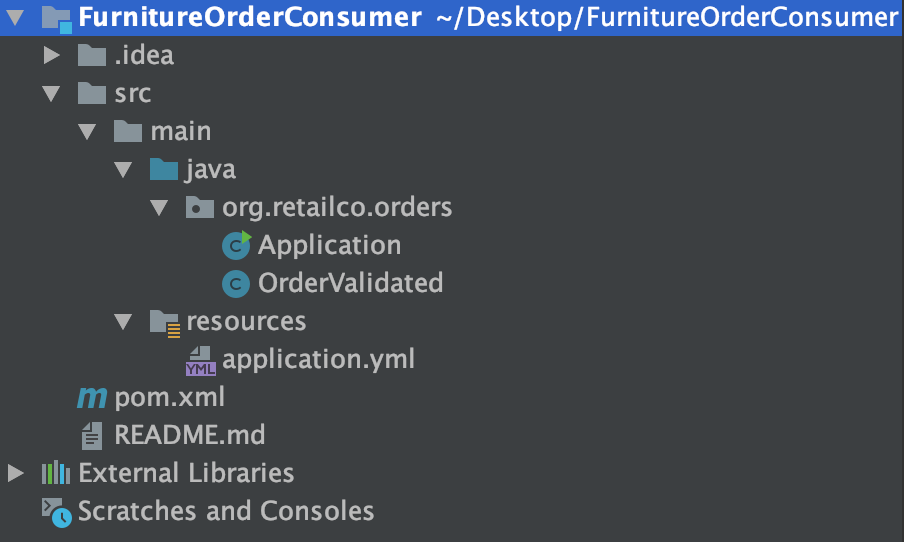 FurnitureOrderConsumer ~/Desktop/FurnitureOrderConsumer
.idea
src
main
java
org.retailco.orders
C Application
C OrderValidated
resources
YML application.yml
m pom.xml
README.md
External Libraries
Scratches and Consoles